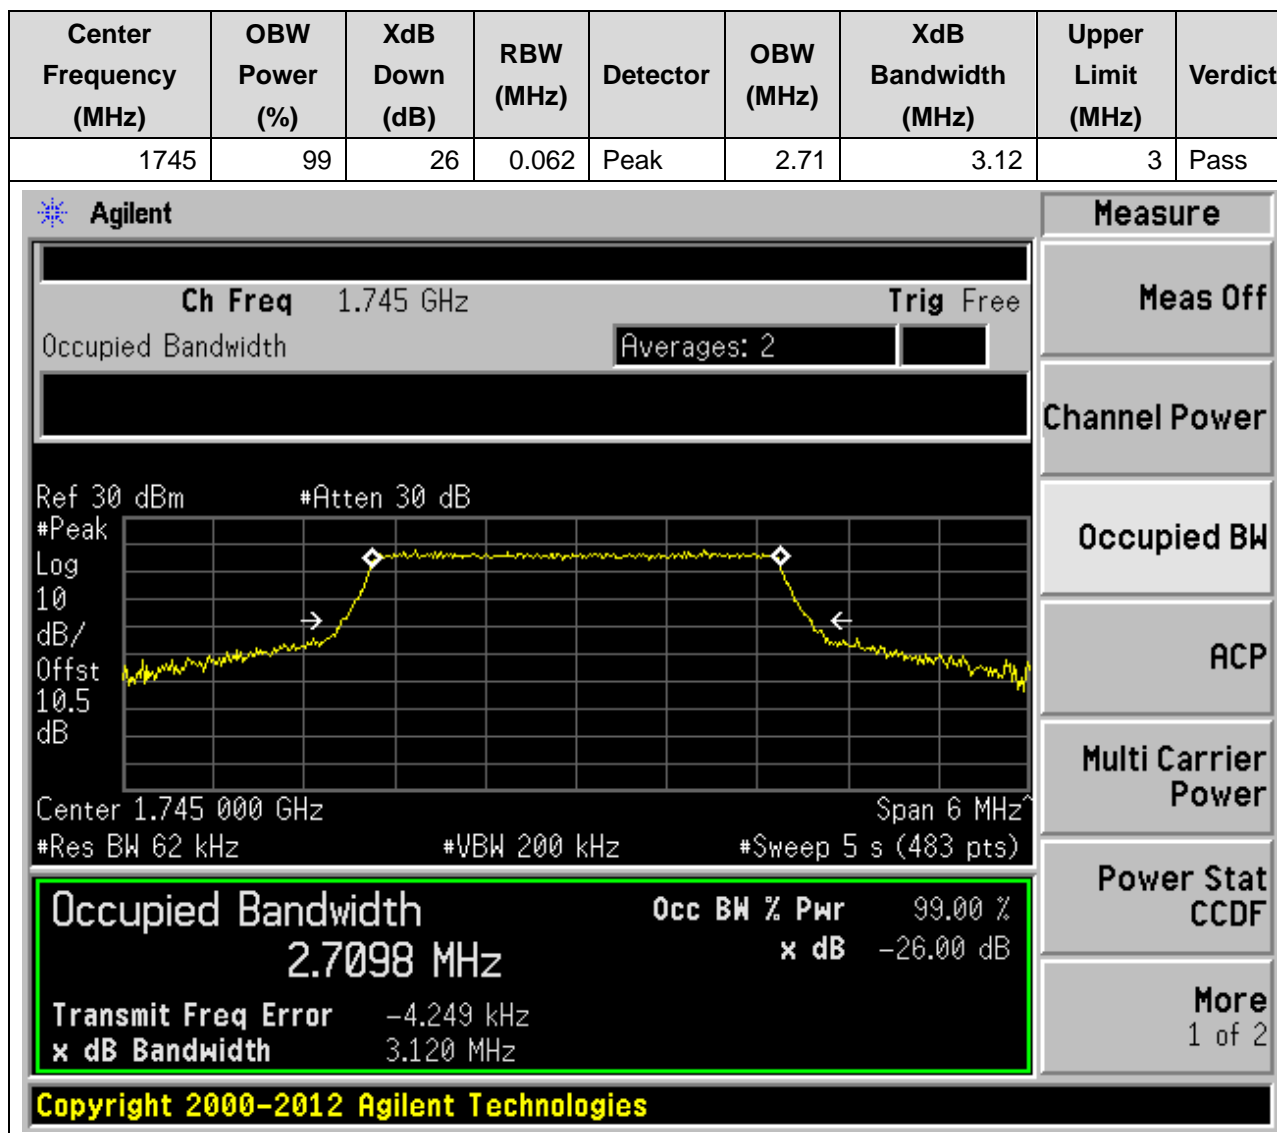 Center Frequency (MHz) OBW Power (%) XdB Down (dB) RBW (MHz) Detector OBW (MHz) XdB Bandwidth (MHz) Upper Limit (MHz) Verdict
1745 99 26 0.062 Peak 2.71 3.12 3 Pass
Agilent
Ch Freq 1.745 GHz Trig Free
Occupied Bandwidth Averages: 2
Ref 30 dBm #Atten 30 dB
#Peak
Log
10
dB/
Offst
10.5
dB
Center 1.745 000 GHz Span 6 MHz^
#Res BW 62 kHz #VBW 200 kHz #Sweep 5 s (483 pts)
Occupied Bandwidth Occ BW % Pwr 99.00 %
2.7098 MHz x dB -26.00 dB
Transmit Freq Error -4.249 kHz
x dB Bandwidth 3.120 MHz
Copyright 2000-2012 Agilent Technologies
Measure
Meas Off
Channel Power
Occupied BW
ACP
Multi Carrier
Power
Power Stat
CCDF
More
1 of 2